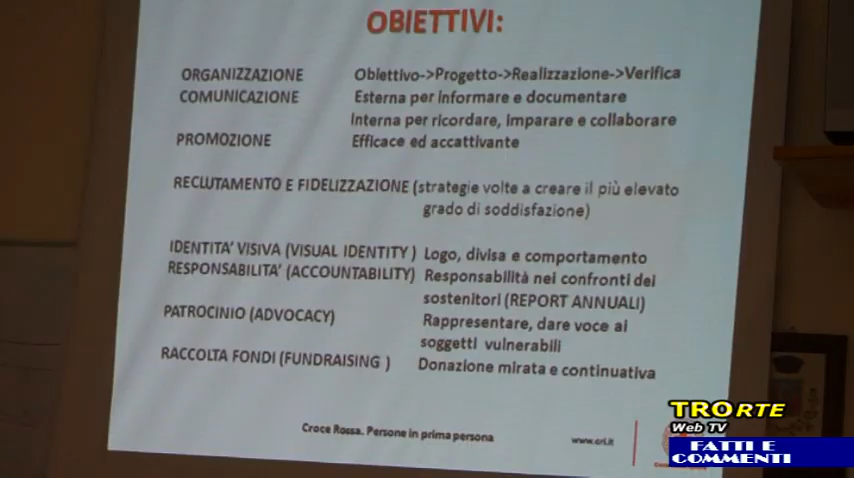 OBIETTIVI:
ORGANIZZAZIONE Obiettivo->Progetto->Realizzazione->Verifica
COMUNICAZIONE Esterna per informare e documentare
Interna per ricordare, imparare e collaborare
PROMOZIONE Efficace ed accattivante
RECLUTAMENTO E FIDELIZZAZIONE (strategie volte a creare il più elevato
grado di soddisfazione)
IDENTITA' VISIVA (VISUAL IDENTITY ) Logo, divisa e comportamento
RESPONSABILITA' (ACCOUNTABILITY) Responsabilità nei confronti dei
sostenitori (REPORT ANNUALI)
PATROCINIO (ADVOCACY) Rappresentare, dare voce ai
soggetti vulnerabili
RACCOLTA FONDI (FUNDRAISING ) Donazione mirata e continuativa
Croce Rossa. Persone in prima persona www.cri.it
TRORTE
Web TV
FATTI E
COMMENTI